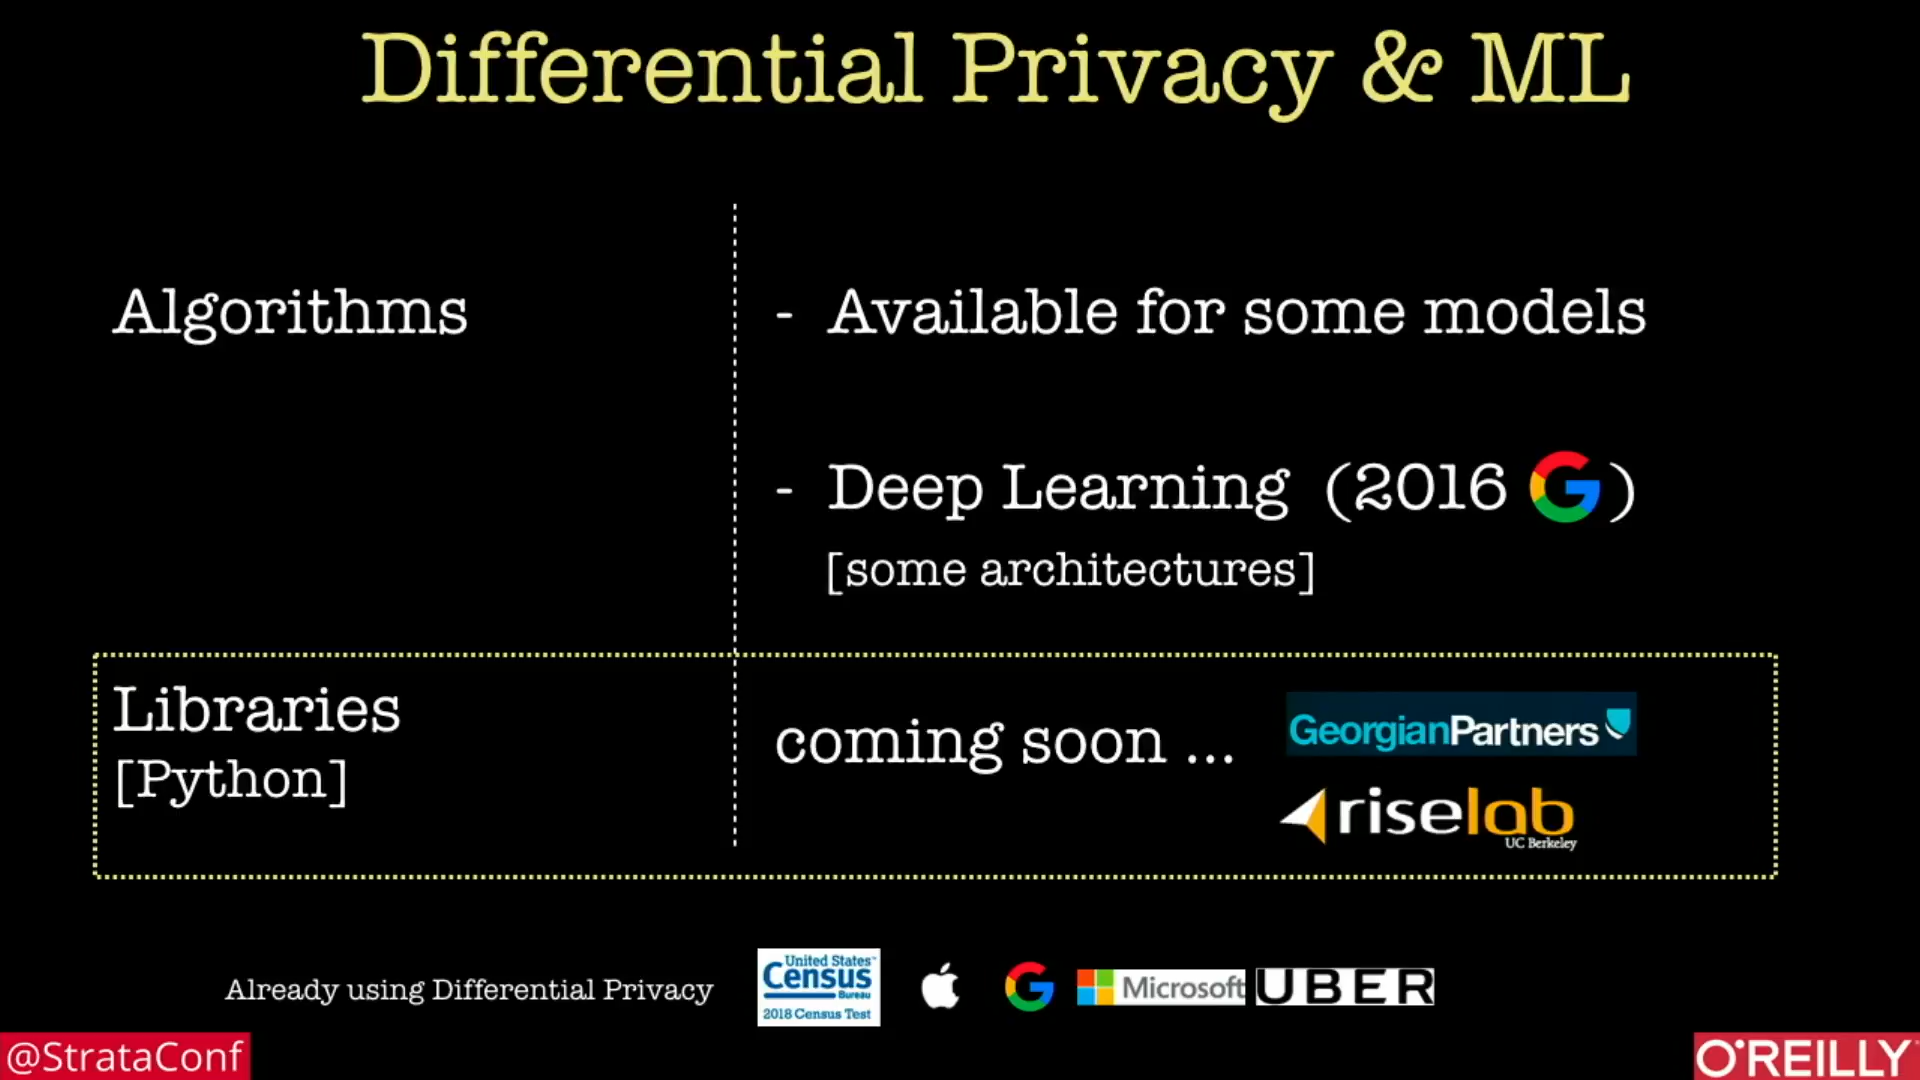 Differential Privacy & ML
Algorithms
- Available for some models
- Deep Learning (2016 G)
[some architectures]
Libraries
[Python]
coming soon ...
GeorgianPartners
riselab
UC Berkeley
Already using Differential Privacy
United States™
Census
Bureau
2018 Census Test
G
Microsoft
UBER
@StrataConf
O'REILLY